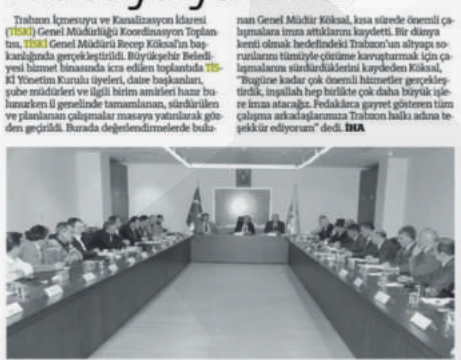 Trabzon İçmesuyu ve Kanalizasyon İdaresi
(TİSKİ) Genel Müdürlüğü Koordinasyon Toplan-
tısı, TİSKİ Genel Müdürü Recep Köksal'ın baş-
kanlığında gerçekleştirildi. Büyükşehir Beledi-
yesi hizmet binasında icra edilen toplantıda TİS-
Kİ Yönetim Kurulu üyeleri, daire başkanları,
şube müdürleri ve ilgili birim amirleri hazır bu-
lunurken il genelinde tamamlanan, sürdürülen
ve planlanan çalışmalar masaya yatırılarak göz-
den geçirildi. Burada değerlendirmelerde bulu-
nan Genel Müdür Köksal, kısa sürede önemli ça-
lışmalara imza attıklarını kaydetti. Bir dünya
kenti olmak hedefindeki Trabzon'un altyapı so-
runlarını tümüyle çözüme kavuşturmak için ça-
lışmalarını sürdürdüklerini kaydeden Köksal,
"Bugüne kadar çok önemli hizmetler gerçekleş-
tirdik, inşallah hep birlikte çok daha büyük işle-
re imza atacağız. Fedakârca gayret gösteren tüm
çalışma arkadaşlarımıza Trabzon halkı adına te-
şekkür ediyorum" dedi. İHA